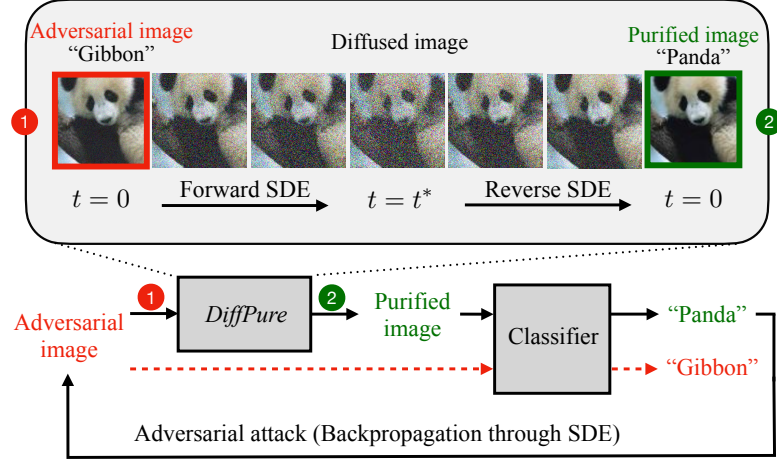 Adversarial image
“Gibbon”
Diffused image
Purified image
“Panda”
1
2
t = 0
Forward SDE
t = t*
Reverse SDE
t = 0
1
2
Adversarial
image
DiffPure
Purified
image
Classifier
“Panda”
“Gibbon”
Adversarial attack (Backpropagation through SDE)